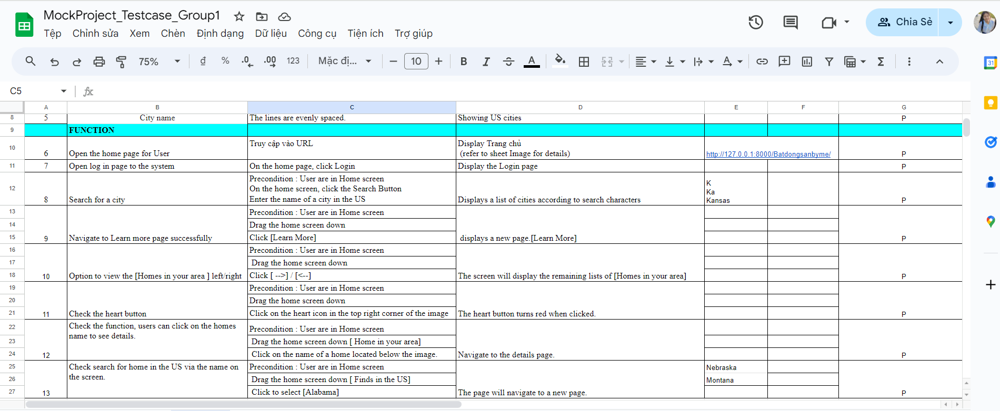 MockProject_Testcase_Group1
Tệp Chỉnh sửa Xem Chèn Định dạng Dữ liệu Công cụ Tiện ích Trợ giúp
Chia Sẻ
75% đ % .0 .00 123 Mặc đị... 10 B I S A
31
C5 fx
A B C D E F G
8 5 City name The lines are evenly spaced. Showing US cities P
9 FUNCTION
10 6 Open the home page for User Truy cập vào URL Display Trang chủ
(refer to sheet Image for details) http://127.0.0.1:8000/Batdongsanbyme/ P
11 7 Open log in page to the system On the home page, click Login Display the Login page P
12 8 Search for a city Precondition : User are in Home screen
On the home screen, click the Search Button
Enter the name of a city in the US Displays a list of cities according to search characters K
Ka
Kansas P
13 Precondition : User are in Home screen
14 Drag the home screen down
15 9 Navigate to Learn more page successfully Click [Learn More] displays a new page.[Learn More] P
16 Precondition : User are in Home screen
17 Drag the home screen down
18 10 Option to view the [Homes in your area ] left/right Click [ -->] / [<--] The screen will display the remaining lists of [Homes in your area] P
19 Precondition : User are in Home screen
20 Drag the home screen down
21 11 Check the heart button Click on the heart icon in the top right corner of the image The heart button turns red when clicked. P
22 Check the function, users can click on the homes
name to see details. Precondition : User are in Home screen
23 Drag the home screen down [ Home in your area]
24 12 Click on the name of a home located below the image. Navigate to the details page. P
25 Check search for home in the US via the name on
the screen. Precondition : User are in Home screen Nebraska
26 Drag the home screen down [ Finds in the US] Montana
27 13 Click to select [Alabama] The page will navigate to a new page. P